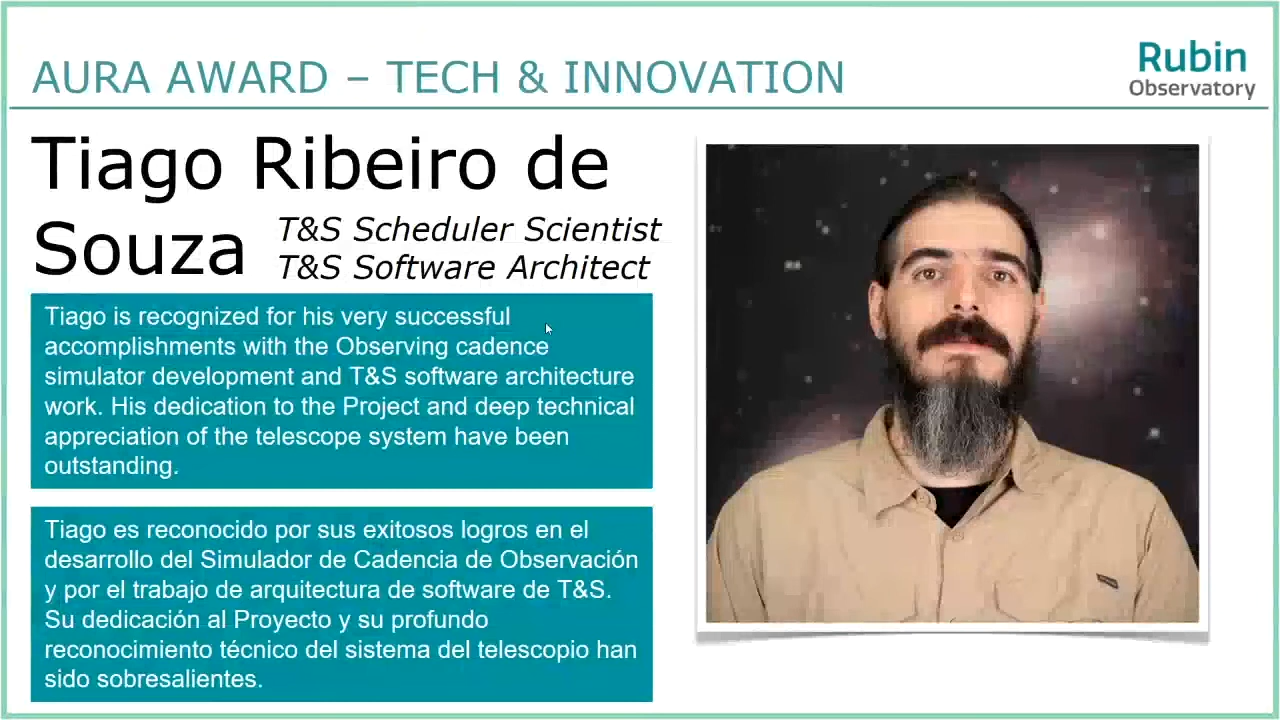 AURA AWARD – TECH & INNOVATION
Rubin
Observatory
Tiago Ribeiro de
Souza
T&S Scheduler Scientist
T&S Software Architect
Tiago is recognized for his very successful
accomplishments with the Observing cadence
simulator development and T&S software architecture
work. His dedication to the Project and deep technical
appreciation of the telescope system have been
outstanding.
Tiago es reconocido por sus exitosos logros en el
desarrollo del Simulador de Cadencia de Observación
y por el trabajo de arquitectura de software de T&S.
Su dedicación al Proyecto y su profundo
reconocimiento técnico del sistema del telescopio han
sido sobresalientes.